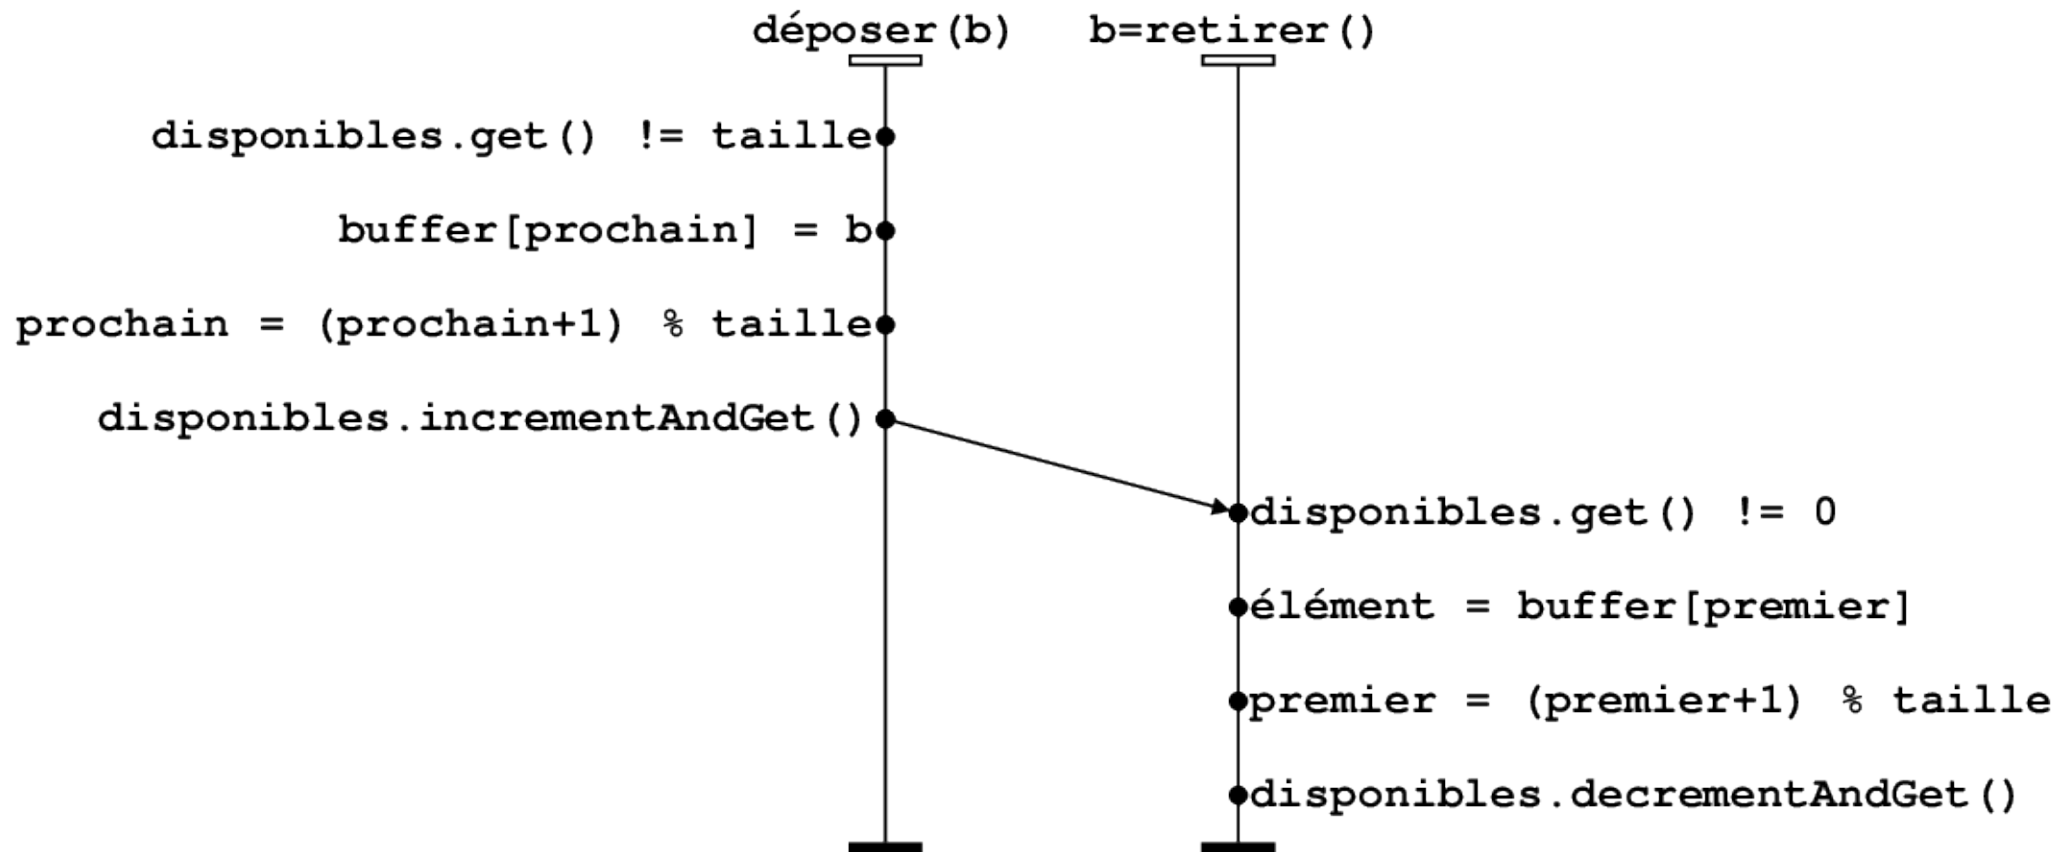 déposer(b) b=retirer()
disponibles.get() != taille
buffer[prochain] = b
prochain = (prochain+1) % taille
disponibles.incrementAndGet()
disponibles.get() != 0
élément = buffer[premier]
premier = (premier+1) % taille
disponibles.decrementAndGet()